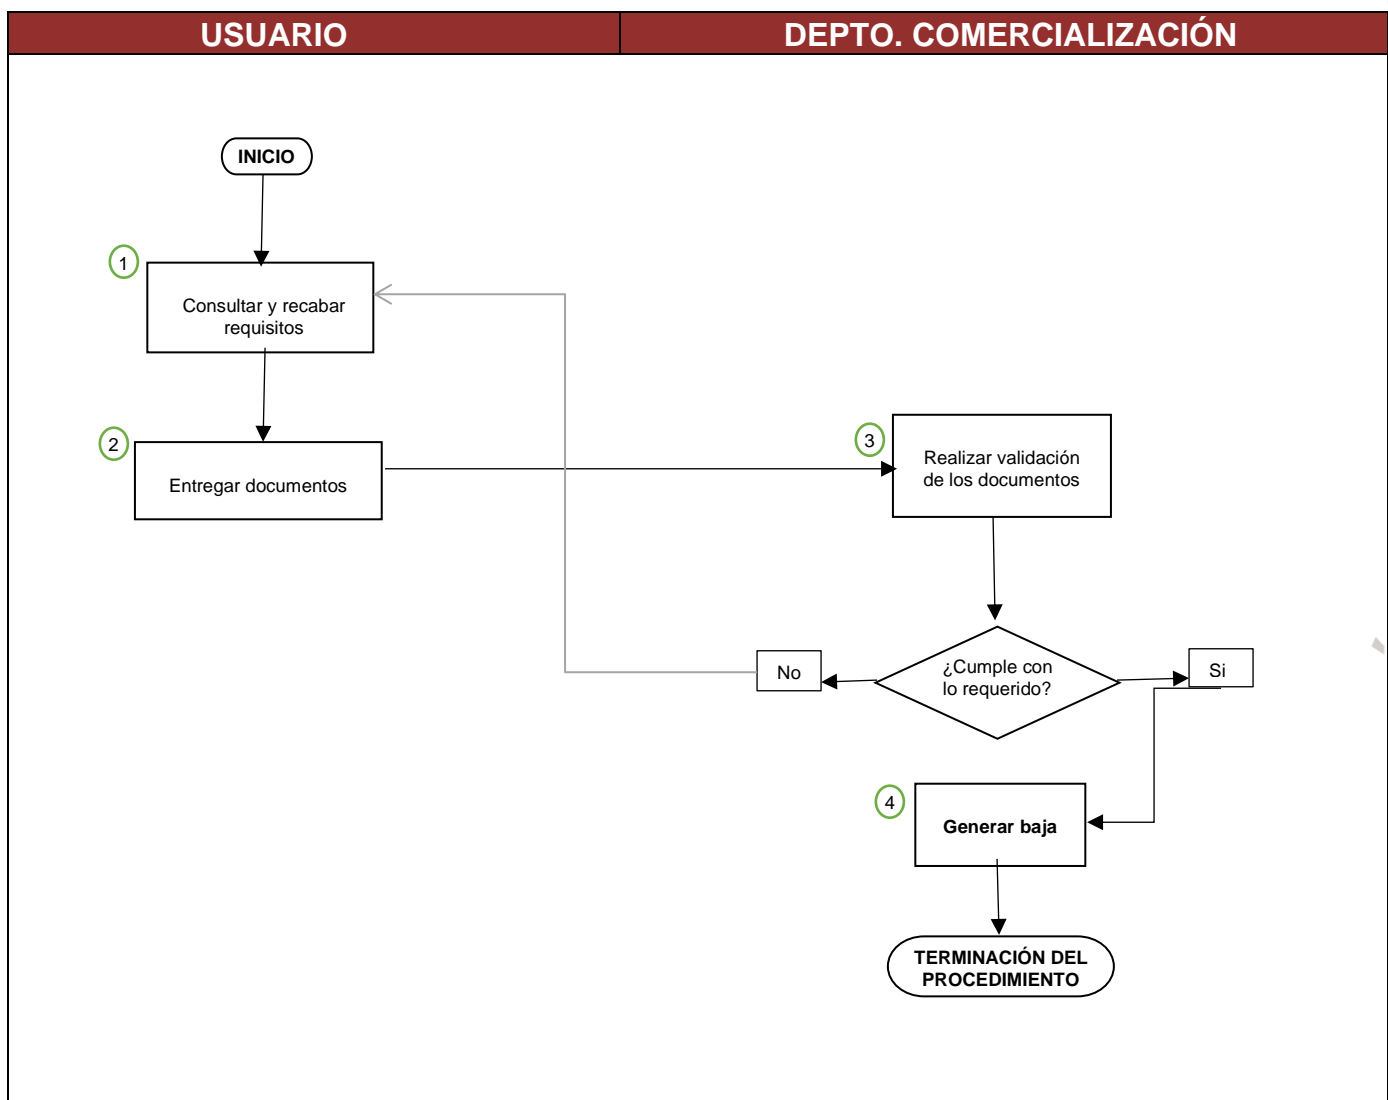 USUARIO
DEPTO. COMERCIALIZACIÓN
INICIO
1
Consultar y recabar
requisitos
2
Entregar documentos
3
Realizar validación
de los documentos
¿Cumple con
lo requerido?
No
Si
4
Generar baja
TERMINACIÓN DEL
PROCEDIMIENTO